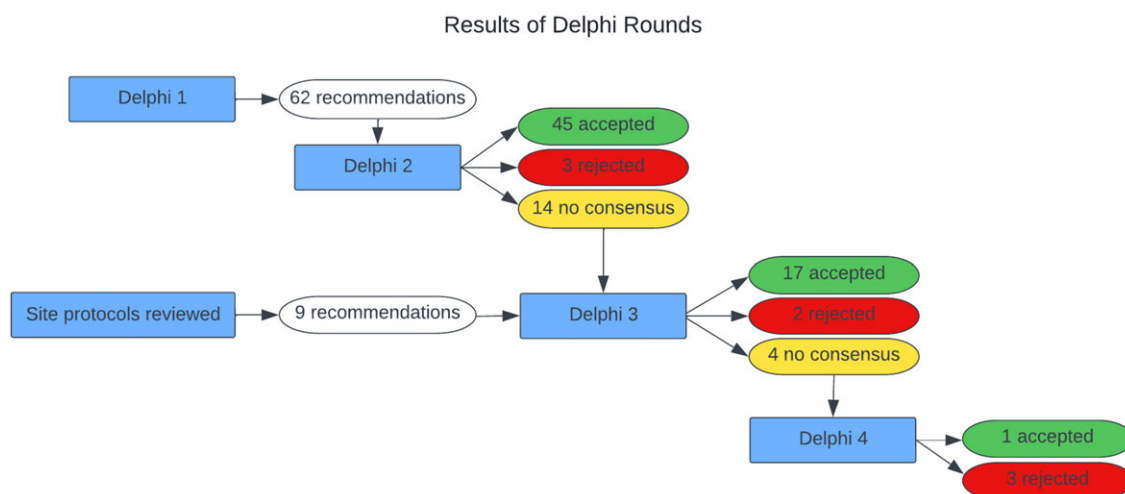 Results of Delphi Rounds
Delphi 1
62 recommendations
Delphi 2
45 accepted
3 rejected
14 no consensus
Site protocols reviewed
9 recommendations
Delphi 3
17 accepted
2 rejected
4 no consensus
Delphi 4
1 accepted
3 rejected